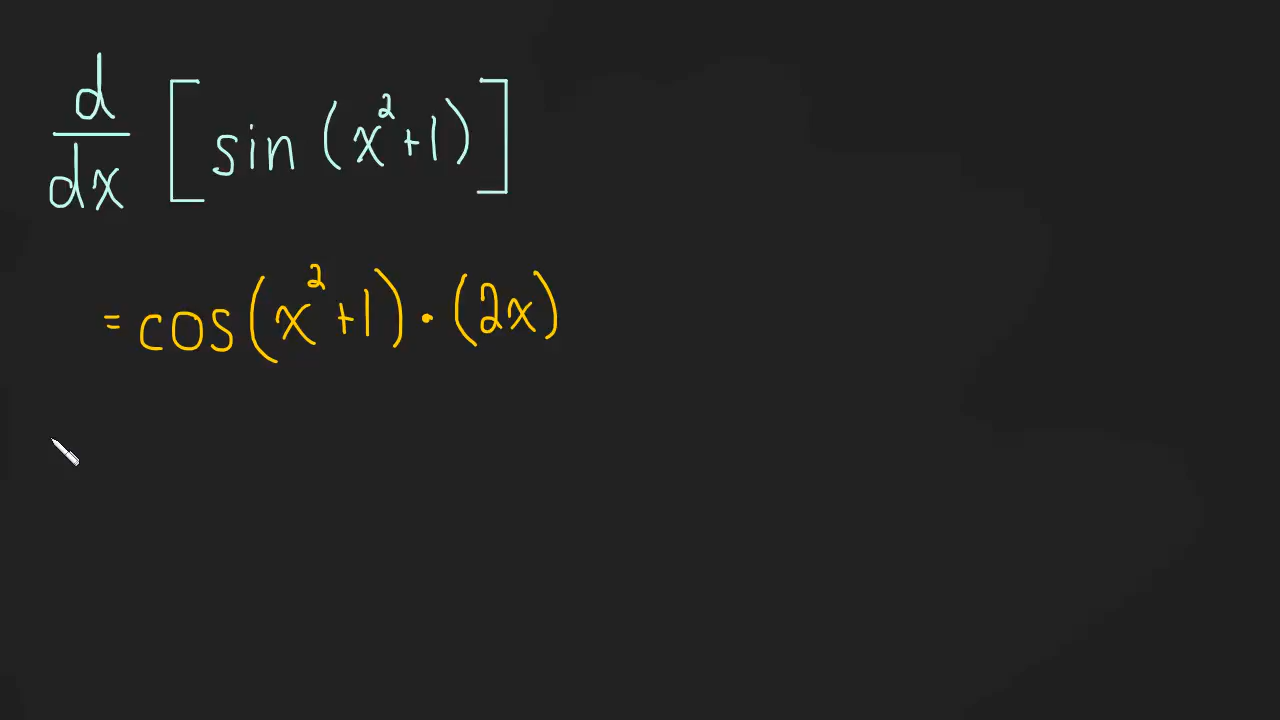 d/dx [sin (x²+1)]
= cos(x²+1) · (2x)